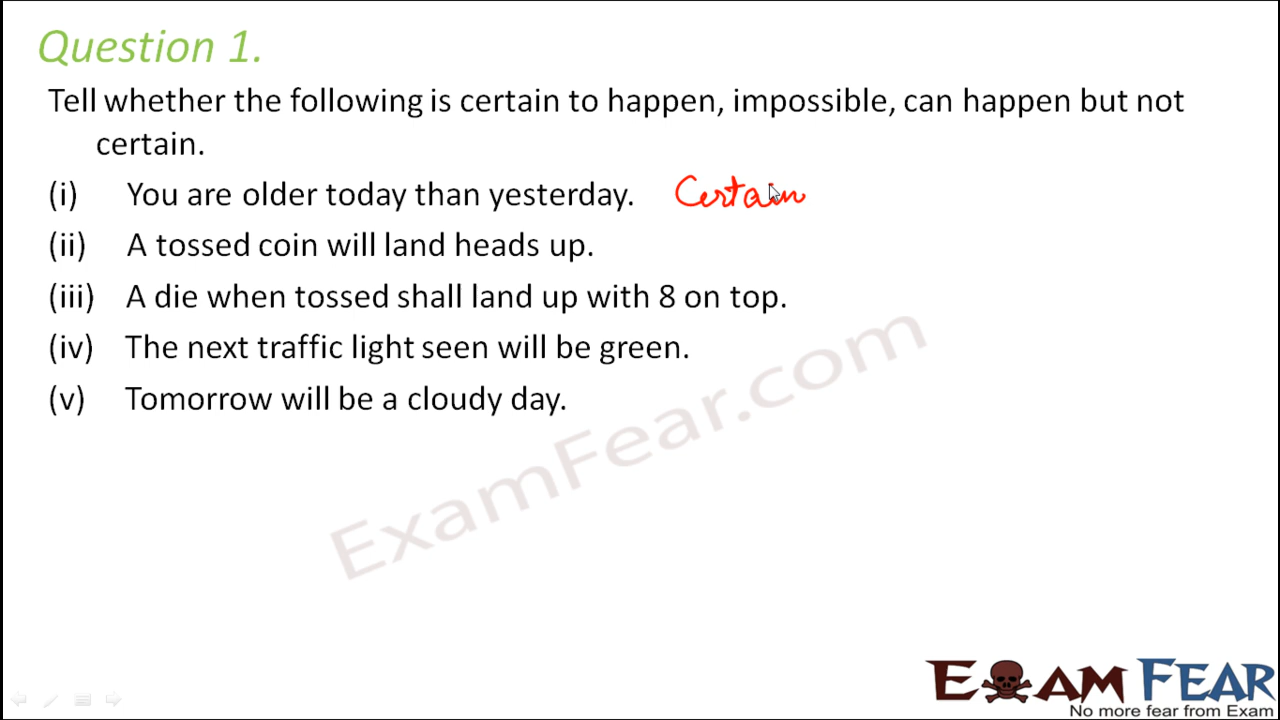 Question 1.
Tell whether the following is certain to happen, impossible, can happen but not
certain.
(i) You are older today than yesterday. Certain
(ii) A tossed coin will land heads up.
(iii) A die when tossed shall land up with 8 on top.
(iv) The next traffic light seen will be green.
(v) Tomorrow will be a cloudy day.
ExamFear.com
EXAM FEAR
No more fear from Exam